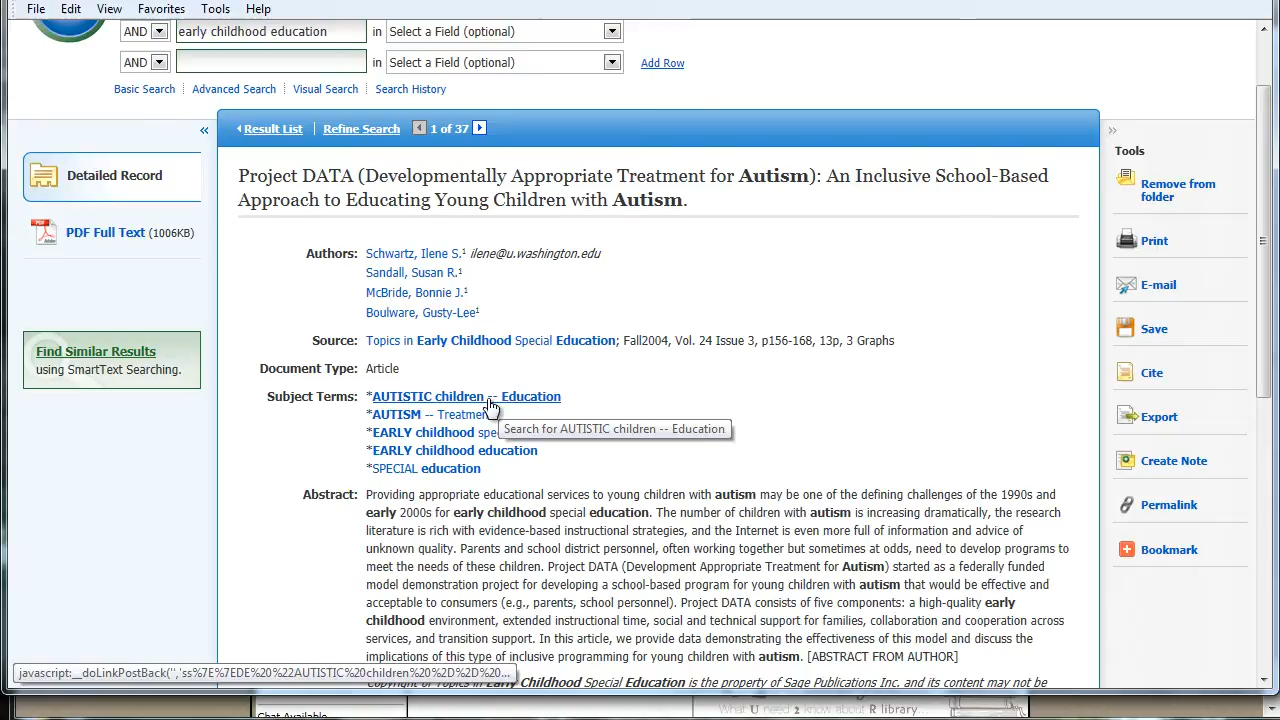 File Edit View Favorites Tools Help
AND early childhood education in Select a Field (optional)
AND in Select a Field (optional) Add Row
Basic Search Advanced Search Visual Search Search History
« Result List Refine Search 1 of 37 »
Tools
Detailed Record
PDF Full Text (1006KB)
Find Similar Results
using SmartText Searching.
Project DATA (Developmentally Appropriate Treatment for Autism): An Inclusive School-Based
Approach to Educating Young Children with Autism.
Authors: Schwartz, Ilene S.¹ ilene@u.washington.edu
Sandall, Susan R.¹
McBride, Bonnie J.¹
Boulware, Gusty-Lee¹
Source: Topics in Early Childhood Special Education; Fall2004, Vol. 24 Issue 3, p156-168, 13p, 3 Graphs
Document Type: Article
Subject Terms: *AUTISTIC children -- Education
*AUTISM -- Treatment
Search for AUTISTIC children -- Education
*EARLY childhood
*EARLY childhood education
*SPECIAL education
Abstract: Providing appropriate educational services to young children with autism may be one of the defining challenges of the 1990s and
early 2000s for early childhood special education. The number of children with autism is increasing dramatically, the research
literature is rich with evidence-based instructional strategies, and the Internet is even more full of information and advice of
unknown quality. Parents and school district personnel, often working together but sometimes at odds, need to develop programs to
meet the needs of these children. Project DATA (Development Appropriate Treatment for Autism) started as a federally funded
model demonstration project for developing a school-based program for young children with autism that would be effective and
acceptable to consumers (e.g., parents, school personnel). Project DATA consists of five components: a high-quality early
childhood environment, extended instructional time, social and technical support for families, collaboration and cooperation across
services, and transition support. In this article, we provide data demonstrating the effectiveness of this model and discuss the
implications of this type of inclusive programming for young children with autism. [ABSTRACT FROM AUTHOR]
Copyright of Topics in Early Childhood Special Education is the property of Sage Publications Inc. and its content may not be
Remove from
folder
Print
E-mail
Save
Cite
Export
Create Note
Permalink
Bookmark
javascript:__doLinkPostBack('','ss%7E%7EDE%20%22AUTISTIC%20children%20%2D%2D%20...
Chat Available
What U need 2 know about R library...